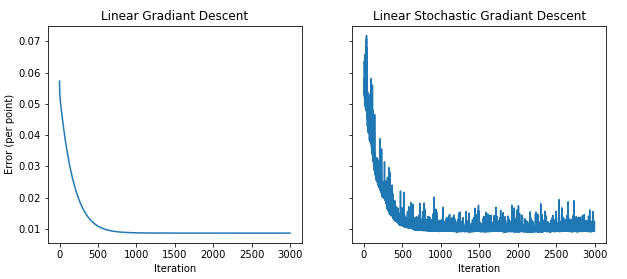 Linear Gradiant Descent
Linear Stochastic Gradiant Descent
Error (per point)
0.07
0.06
0.05
0.04
0.03
0.02
0.01
0 500 1000 1500 2000 2500 3000
0 500 1000 1500 2000 2500 3000
Iteration
Iteration